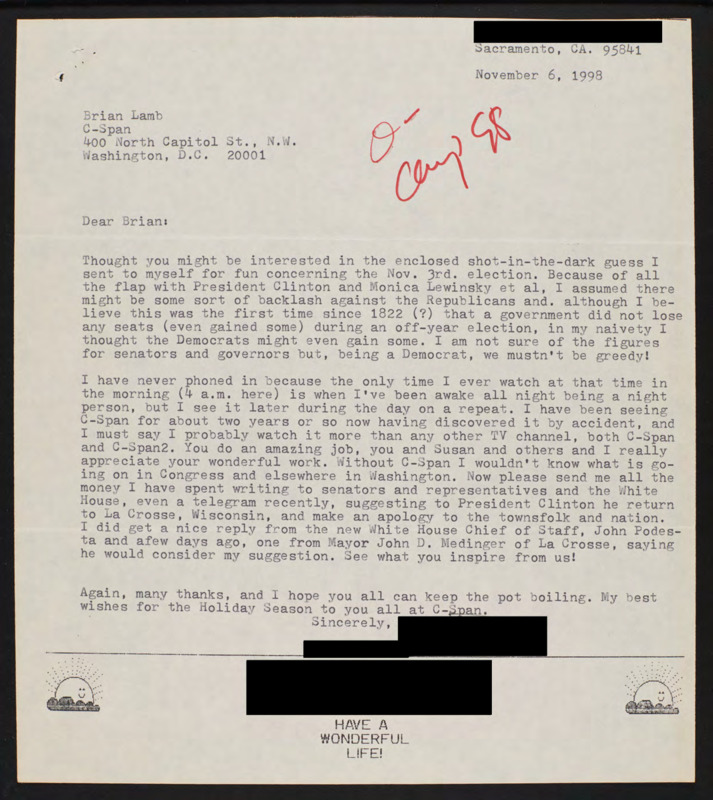 Sacramento, CA. 95841
November 6, 1998
Brian Lamb
C-Span
400 North Capitol St., N.W.
Washington, D.C. 20001
O-
Camp 98
Dear Brian:
Thought you might be interested in the enclosed shot-in-the-dark guess I
sent to myself for fun concerning the Nov. 3rd. election. Because of all
the flap with President Clinton and Monica Lewinsky et al, I assumed there
might be some sort of backlash against the Republicans and. although I be-
lieve this was the first time since 1822 (?) that a government did not lose
any seats (even gained some) during an off-year election, in my naivety I
thought the Democrats might even gain some. I am not sure of the figures
for senators and governors but, being a Democrat, we mustn't be greedy!
I have never phoned in because the only time I ever watch at that time in
the morning (4 a.m. here) is when I've been awake all night being a night
person, but I see it later during the day on a repeat. I have been seeing
C-Span for about two years or so now having discovered it by accident, and
I must say I probably watch it more than any other TV channel, both C-Span
and C-Span2. You do an amazing job, you and Susan and others and I really
appreciate your wonderful work. Without C-Span I wouldn't know what is go-
ing on in Congress and elsewhere in Washington. Now please send me all the
money I have spent writing to senators and representatives and the White
House, even a telegram recently, suggesting to President Clinton he return
to La Crosse, Wisconsin, and make an apology to the townsfolk and nation.
I did get a nice reply from the new White House Chief of Staff, John Podes-
ta and afew days ago, one from Mayor John D. Medinger of La Crosse, saying
he would consider my suggestion. See what you inspire from us!
Again, many thanks, and I hope you all can keep the pot boiling. My best
wishes for the Holiday Season to you all at C-Span.
Sincerely,
HAVE A
WONDERFUL
LIFE!